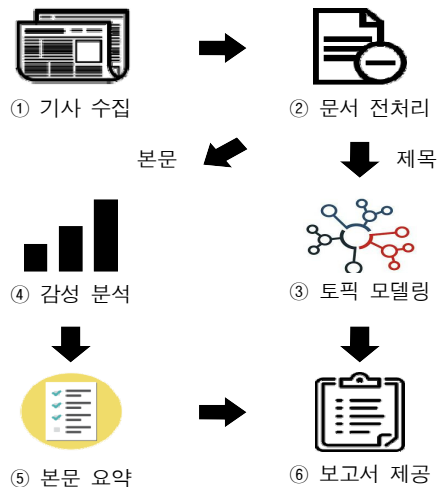 ① 기사 수집
② 문서 전처리
본문
제목
④ 감성 분석
③ 토픽 모델링
⑤ 본문 요약
⑥ 보고서 제공